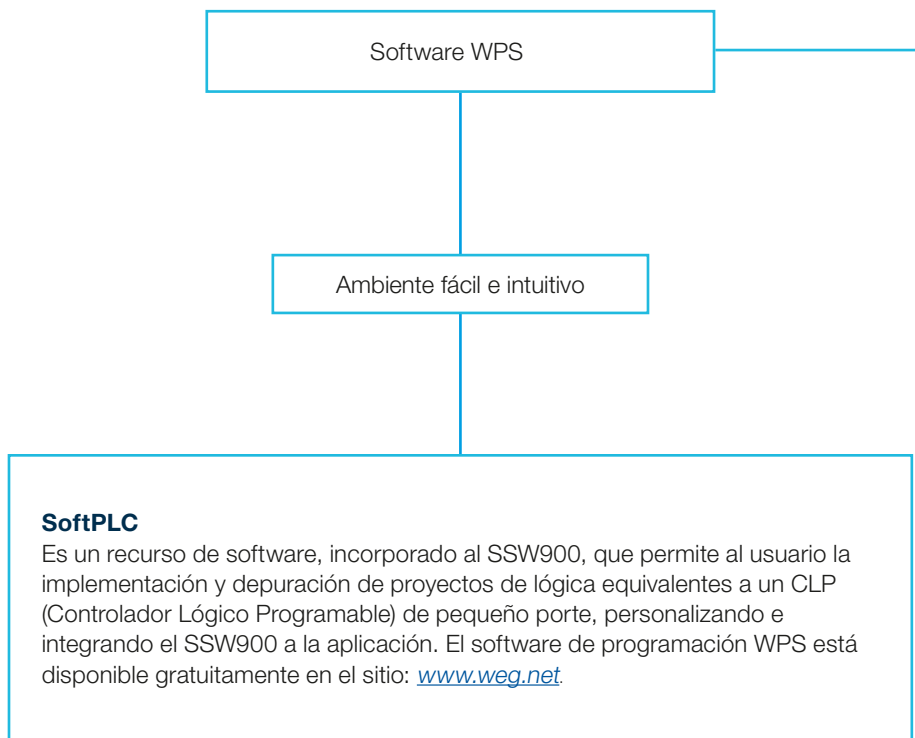 Software WPS
Ambiente fácil e intuitivo
SoftPLC
Es un recurso de software, incorporado al SSW900, que permite al usuario la
implementación y depuración de proyectos de lógica equivalentes a un CLP
(Controlador Lógico Programable) de pequeño porte, personalizando e
integrando el SSW900 a la aplicación. El software de programación WPS está
disponible gratuitamente en el sitio: www.weg.net.